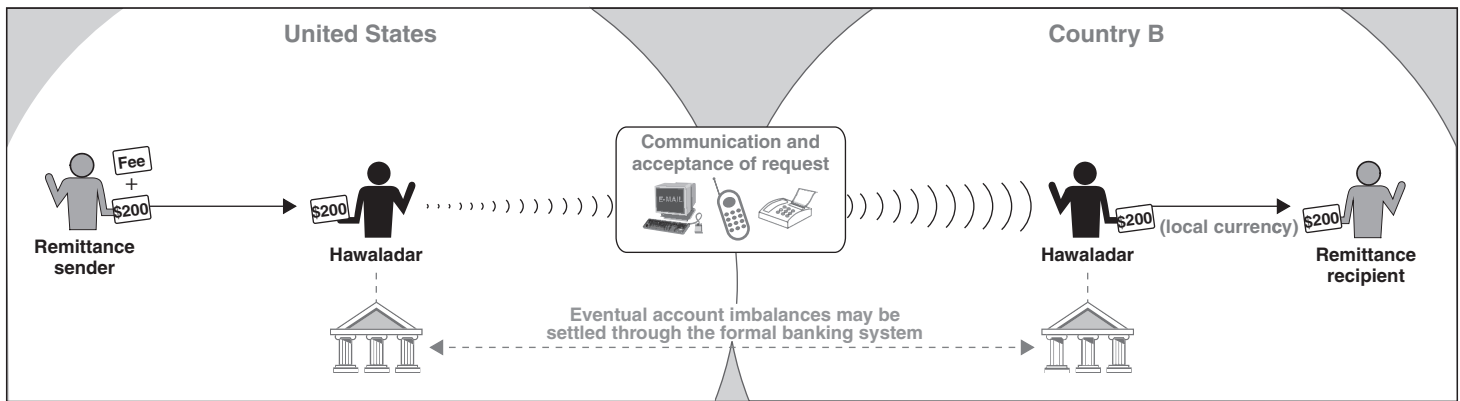 United States
Country B
Communication and
acceptance of request
E-MAIL
Fee
+
$200
$200
$200
(local currency)
$200
Remittance
sender
Hawaladar
Hawaladar
Remittance
recipient
Eventual account imbalances may be
settled through the formal banking system